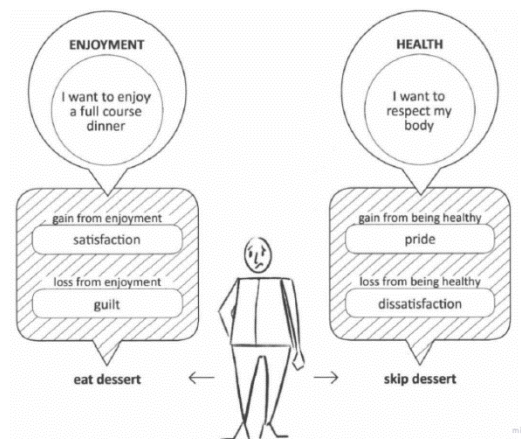 ENJOYMENT
I want to enjoy
a full course
dinner
gain from enjoyment
satisfaction
loss from enjoyment
guilt
eat dessert
HEALTH
I want to
respect my
body
gain from being healthy
pride
loss from being healthy
dissatisfaction
skip dessert